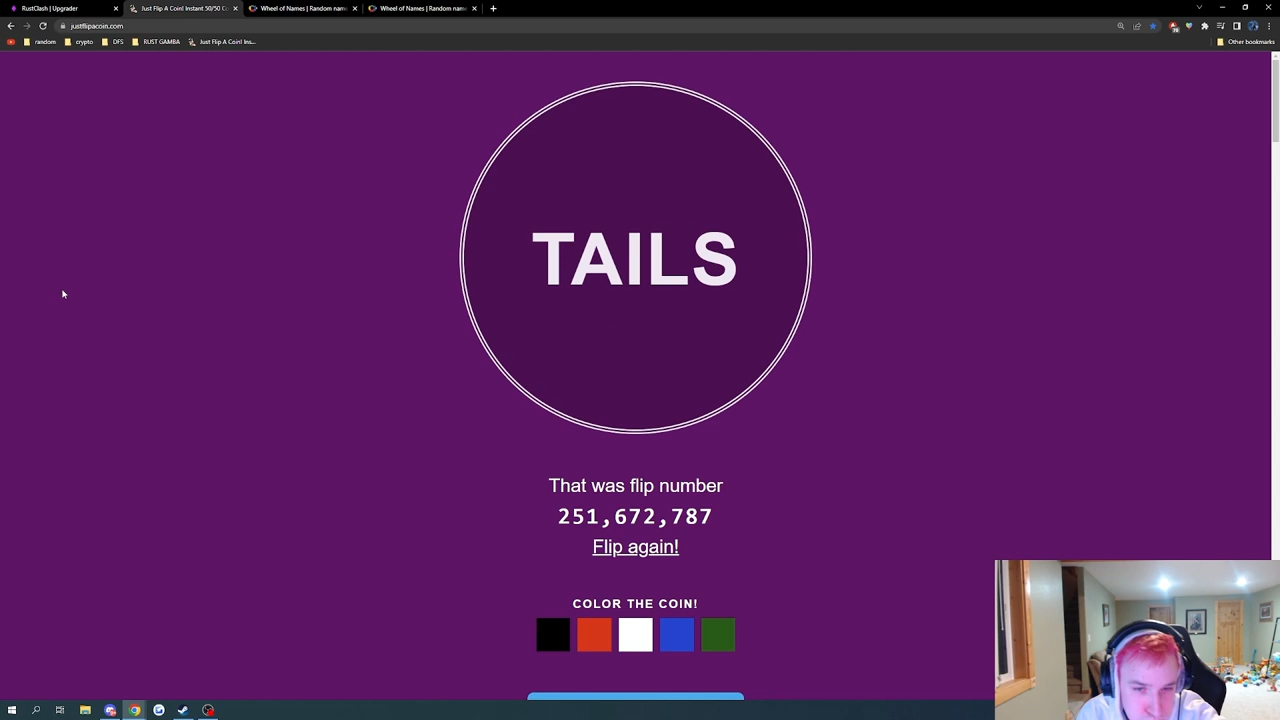 RustClash | Upgrader
Just Flip A Coin! Instant 50/50 C
Wheel of Names | Random name
Wheel of Names | Random name
justflipacoin.com
random
crypto
DFS
RUST GAMBA
Just Flip A Coin! Ins...
Other bookmarks
TAILS
That was flip number
251,672,787
Flip again!
COLOR THE COIN!